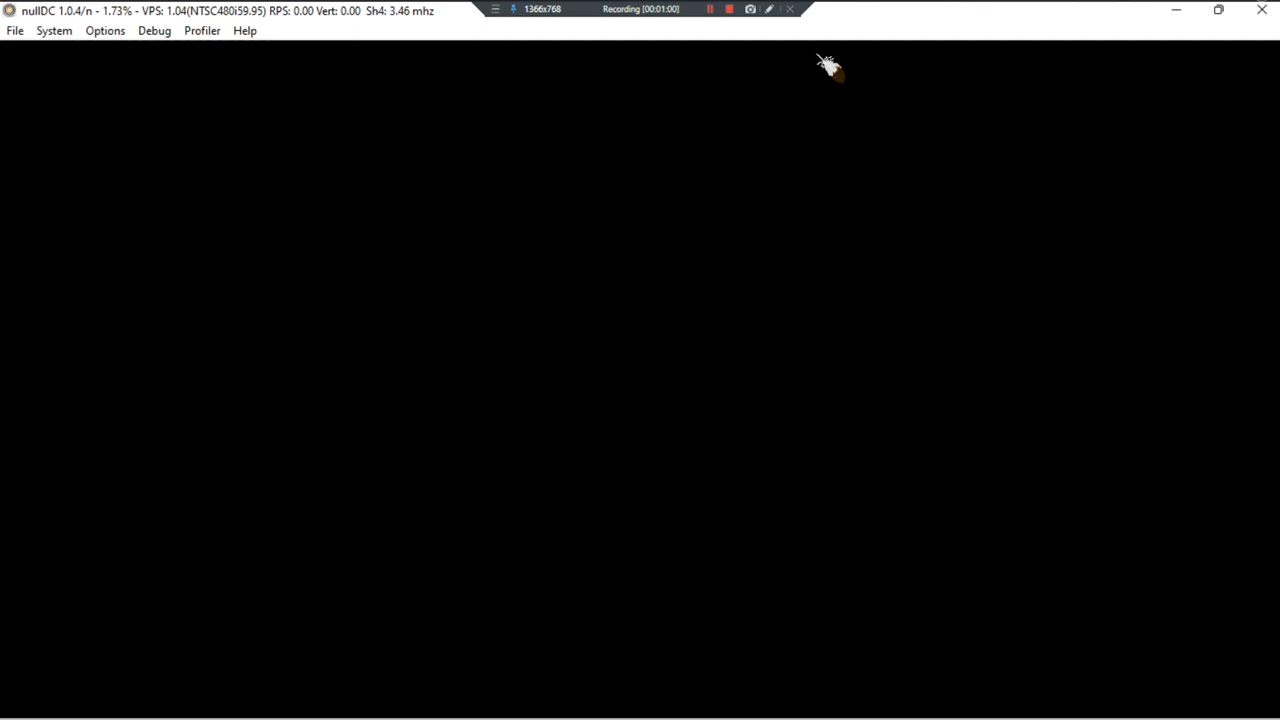 nullDC 1.0.4/n - 1.73% - VPS: 1.04(NTSC480i59.95) RPS: 0.00 Vert: 0.00 Sh4: 3.46 mhz
1366x768 Recording [00:01:00]
File System Options Debug Profiler Help